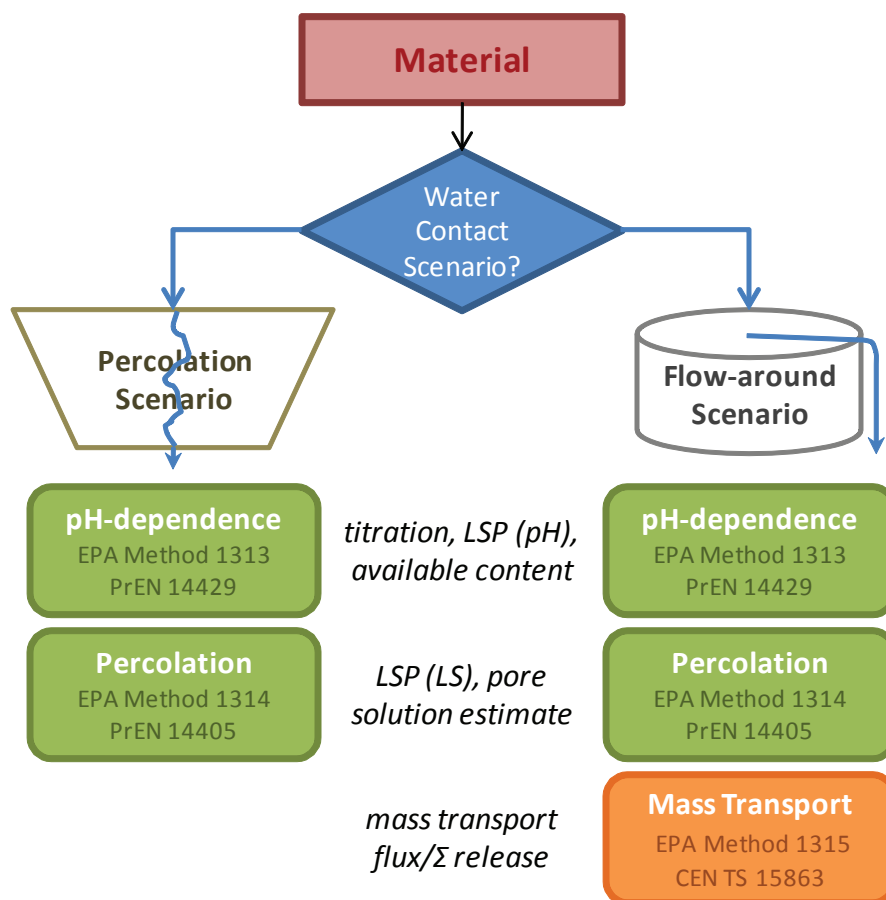 Material
Water
Contact
Scenario?
Percolation
Scenario
Flow-around
Scenario
pH-dependence
EPA Method 1313
PrEN 14429
titration, LSP (pH),
available content
pH-dependence
EPA Method 1313
PrEN 14429
Percolation
EPA Method 1314
PrEN 14405
LSP (LS), pore
solution estimate
Percolation
EPA Method 1314
PrEN 14405
mass transport
flux/Σ release
Mass Transport
EPA Method 1315
CEN TS 15863